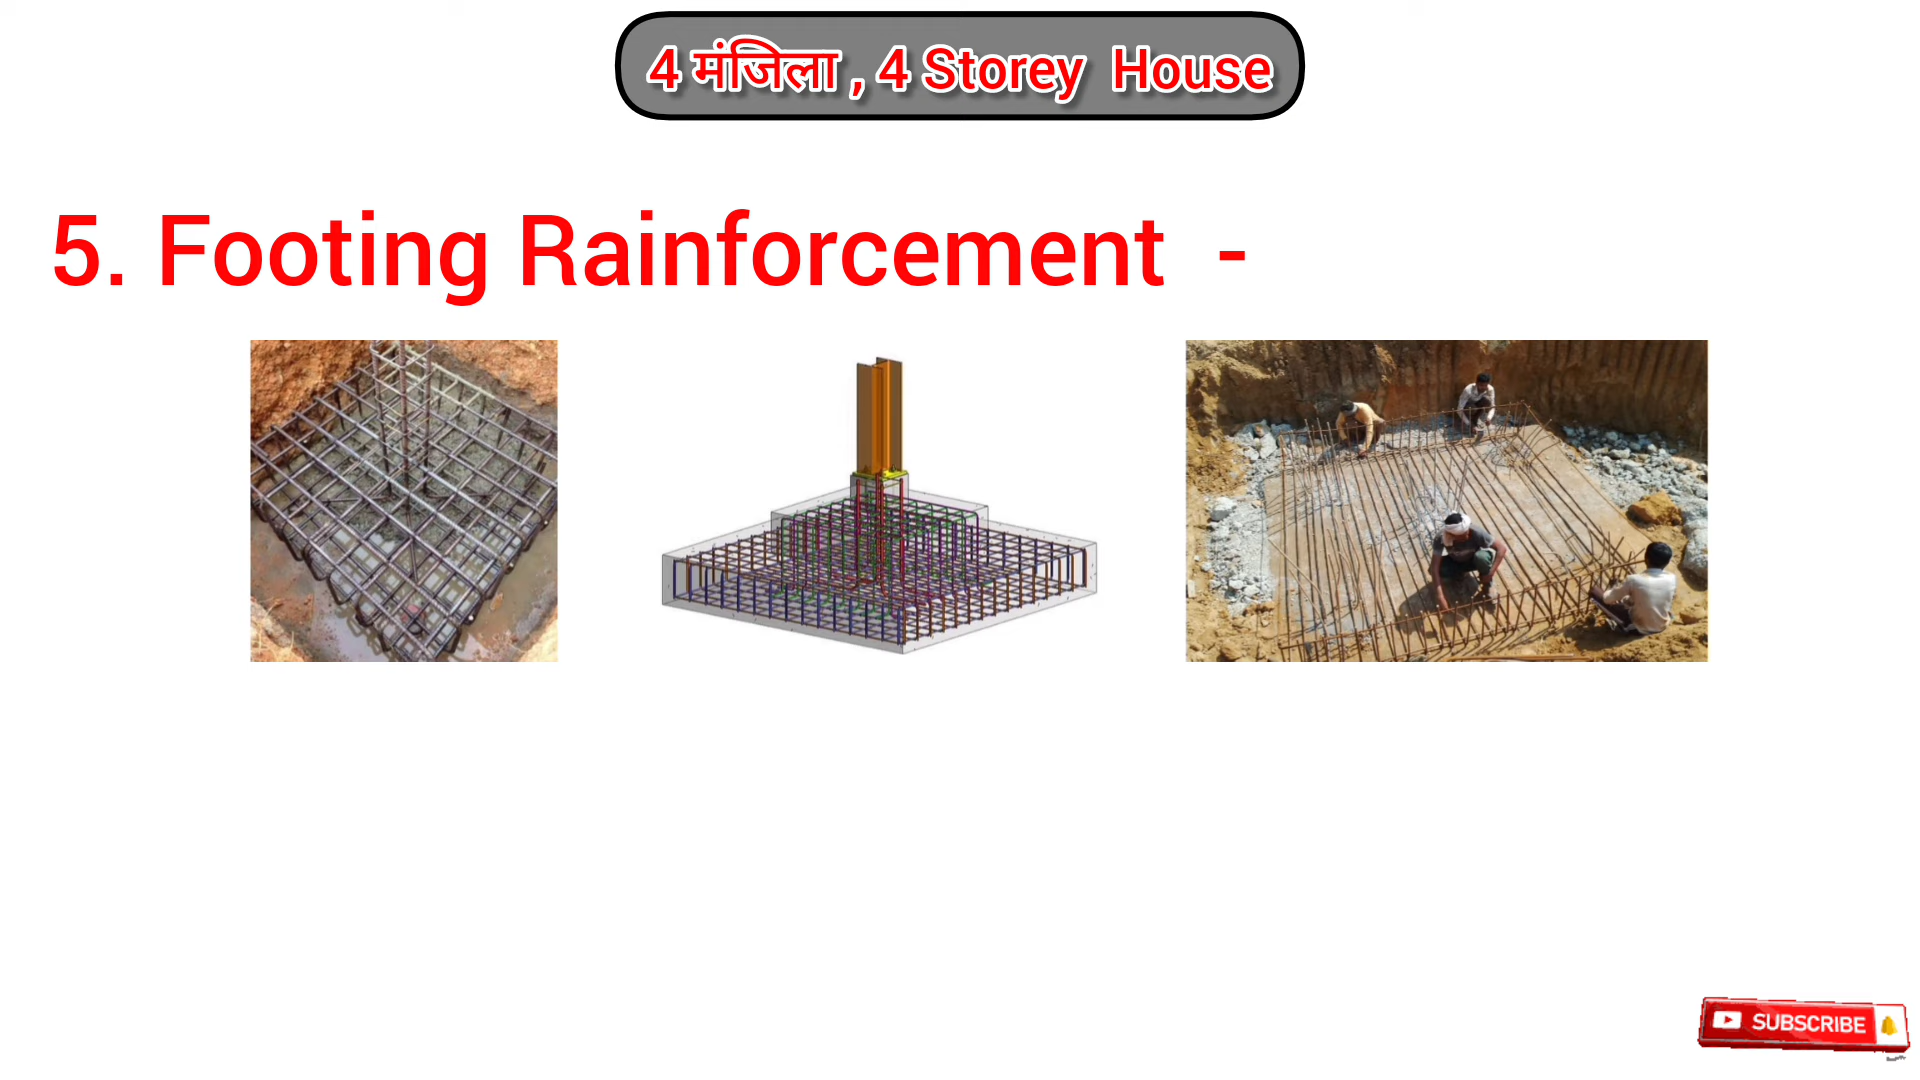 4 मंजिला , 4 Storey House
5. Footing Rainforcement -
SUBSCRIBE